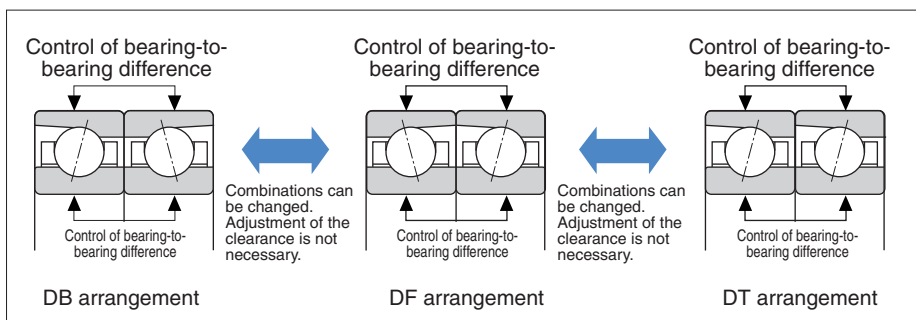 Control of bearing-to-
bearing difference
Control of bearing-to-
bearing difference
Control of bearing-to-
bearing difference
Combinations can
be changed.
Adjustment of the
clearance is not
necessary.
Combinations can
be changed.
Adjustment of the
clearance is not
necessary.
Control of bearing-to-
bearing difference
Control of bearing-to-
bearing difference
Control of bearing-to-
bearing difference
DB arrangement
DF arrangement
DT arrangement